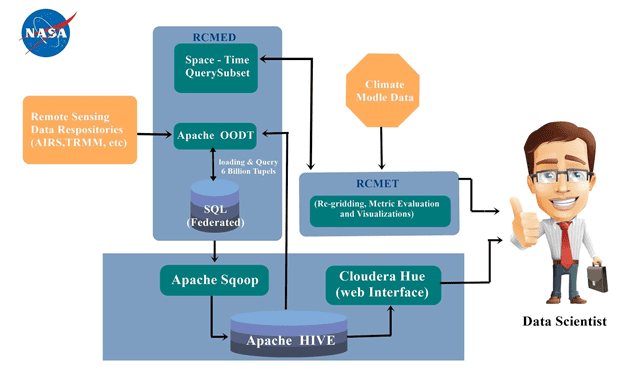 NASA
RCMED
Space - Time
QuerySubset
Climate
Modle Data
Remote Sensing
Data Respositories
(AIRS,TRMM, etc)
Apache OODT
loading & Query
6 Billion Tupels
RCMET
(Re-gridding, Metric Evaluation
and Visualizations)
SQL
(Federated)
Apache Sqoop
Cloudera Hue
(web Interface)
Apache HIVE
Data Scientist